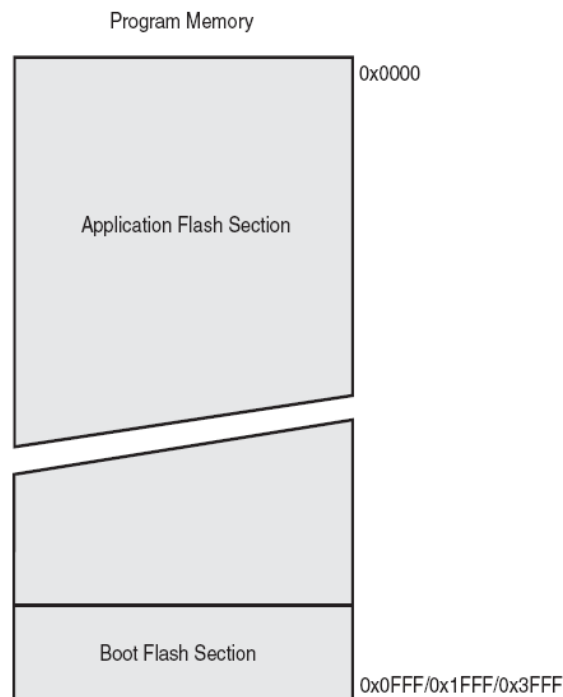 Program Memory
0x0000
Application Flash Section
Boot Flash Section
0x0FFF/0x1FFF/0x3FFF